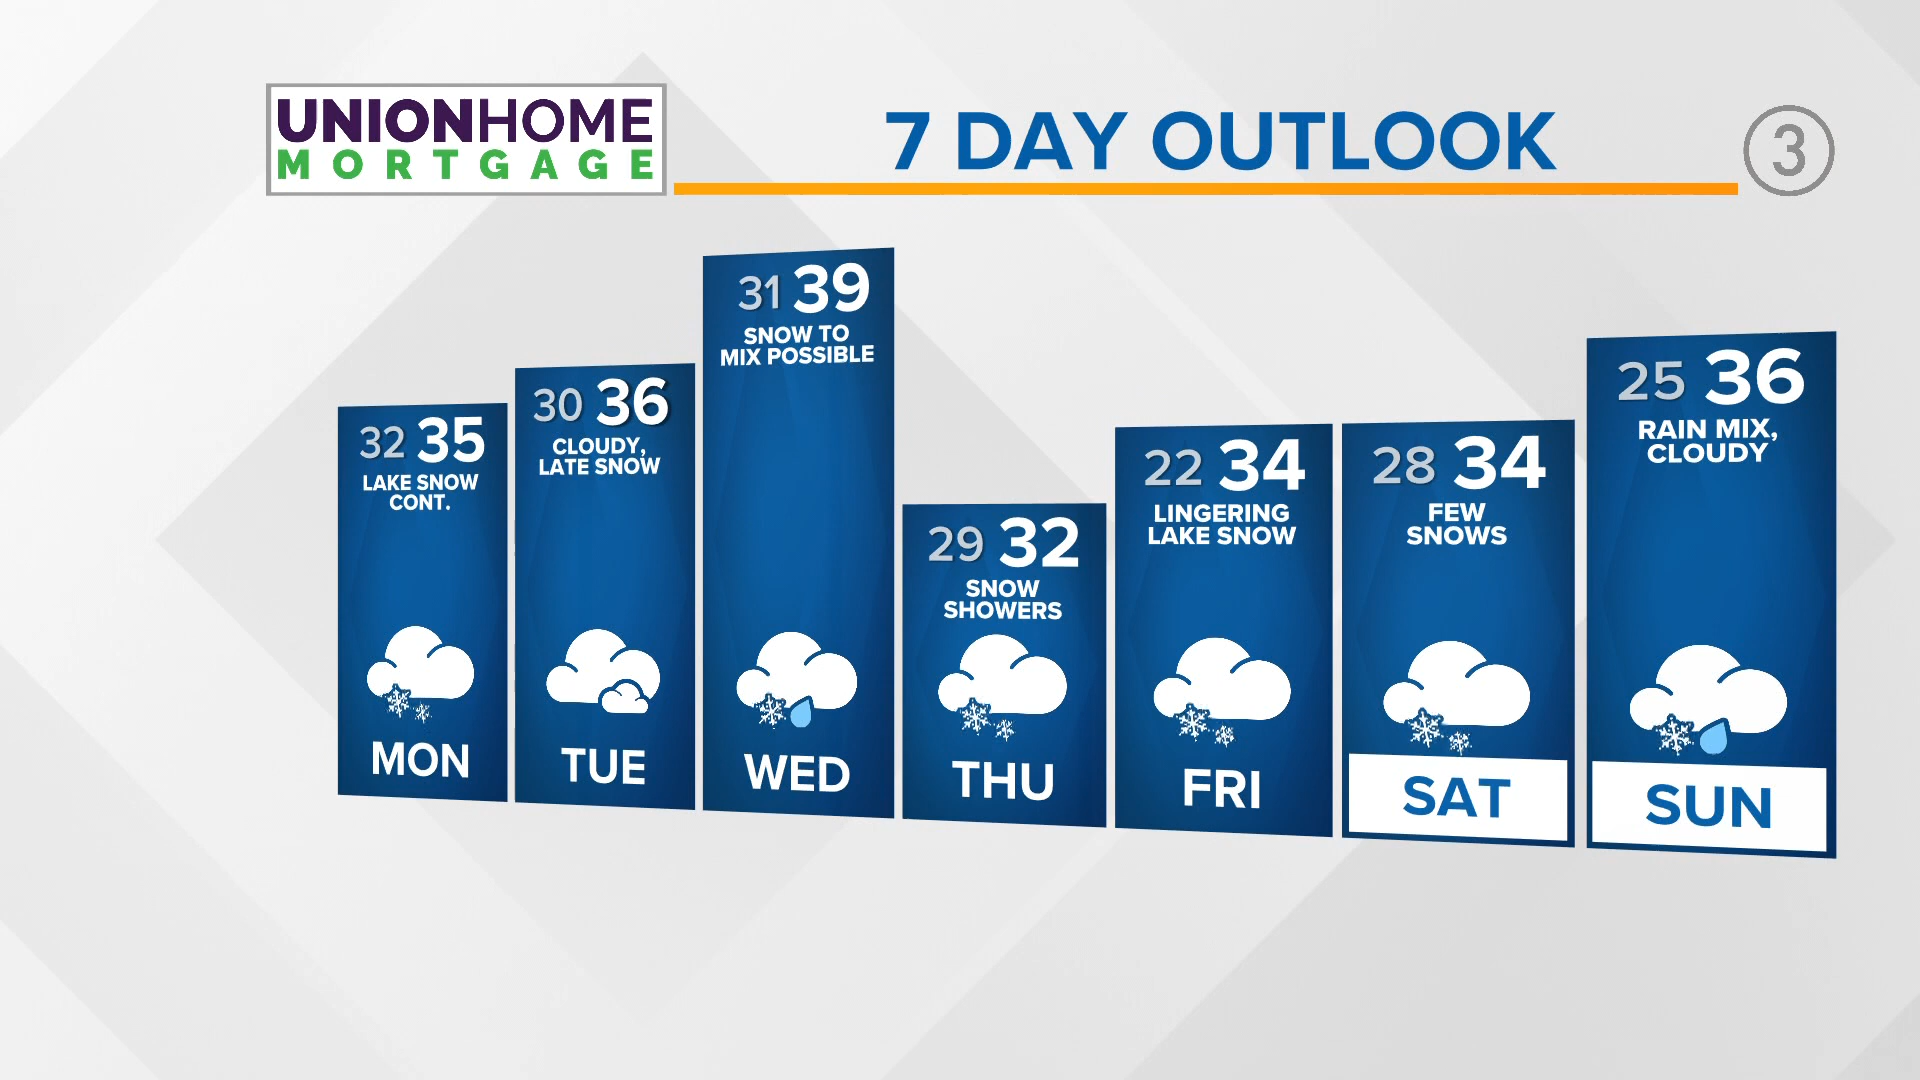 UNIONHOME
MORTGAGE
7 DAY OUTLOOK
3
32 35
LAKE SNOW
CONT.
MON
30 36
CLOUDY,
LATE SNOW
TUE
31 39
SNOW TO
MIX POSSIBLE
WED
29 32
SNOW
SHOWERS
THU
22 34
LINGERING
LAKE SNOW
FRI
28 34
FEW
SNOWS
SAT
25 36
RAIN MIX,
CLOUDY
SUN